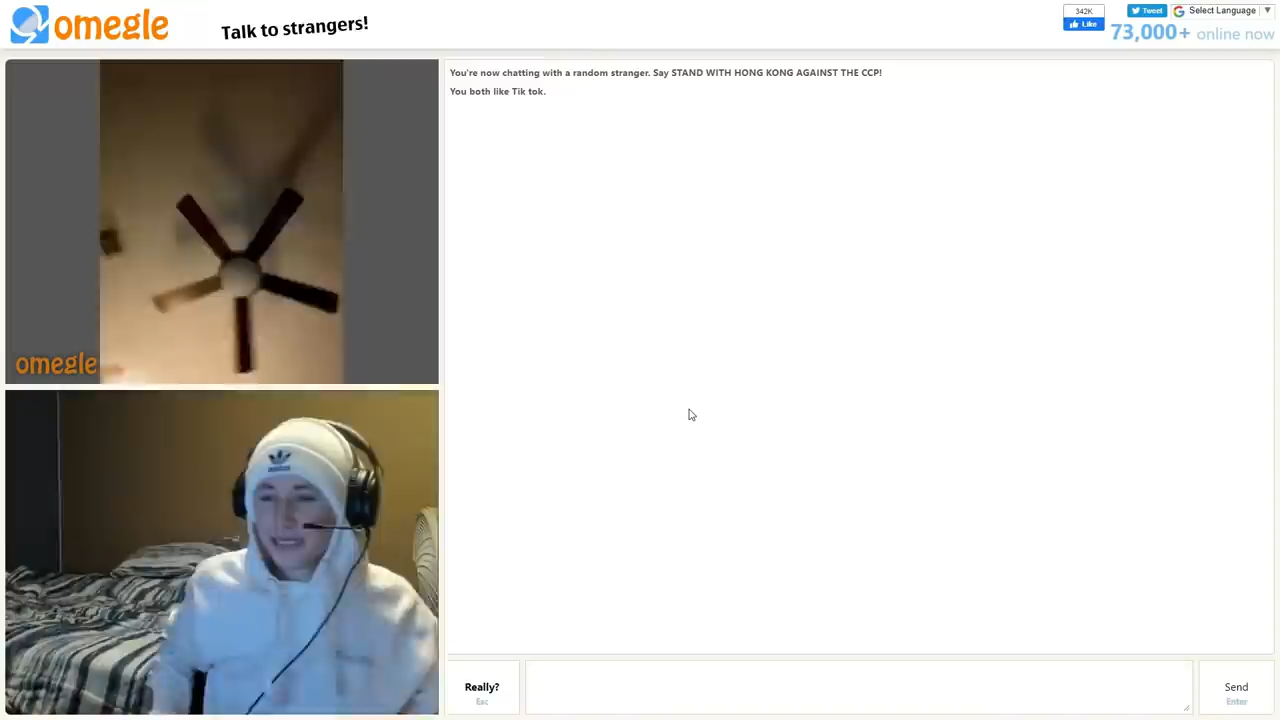 omegle
Talk to strangers!
342K
Like
Tweet
Select Language ▼
73,000+ online now
You're now chatting with a random stranger. Say STAND WITH HONG KONG AGAINST THE CCP!
You both like Tik tok.
omegle
Really?
Esc
Send
Enter